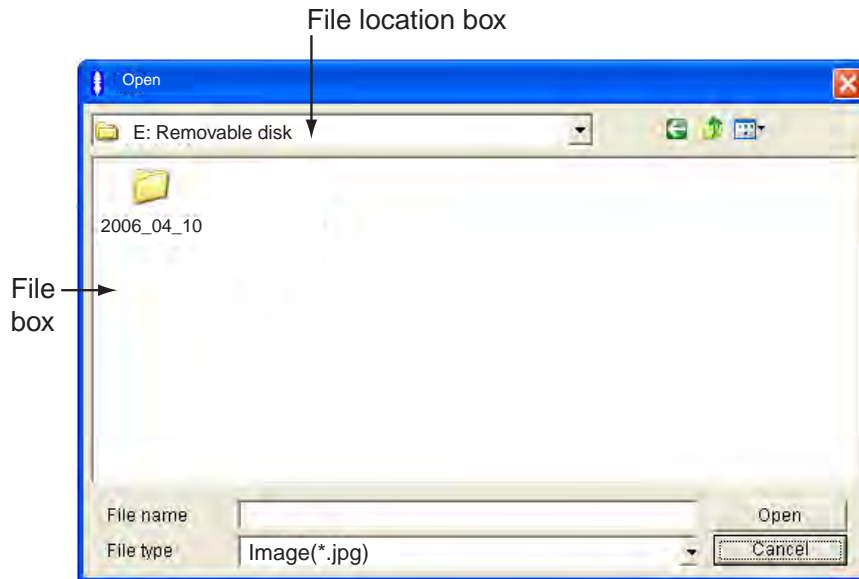 File location box
Open
E: Removable disk
2006_04_10
File
box
File name
Open
File type
Image(*.jpg)
Cancel